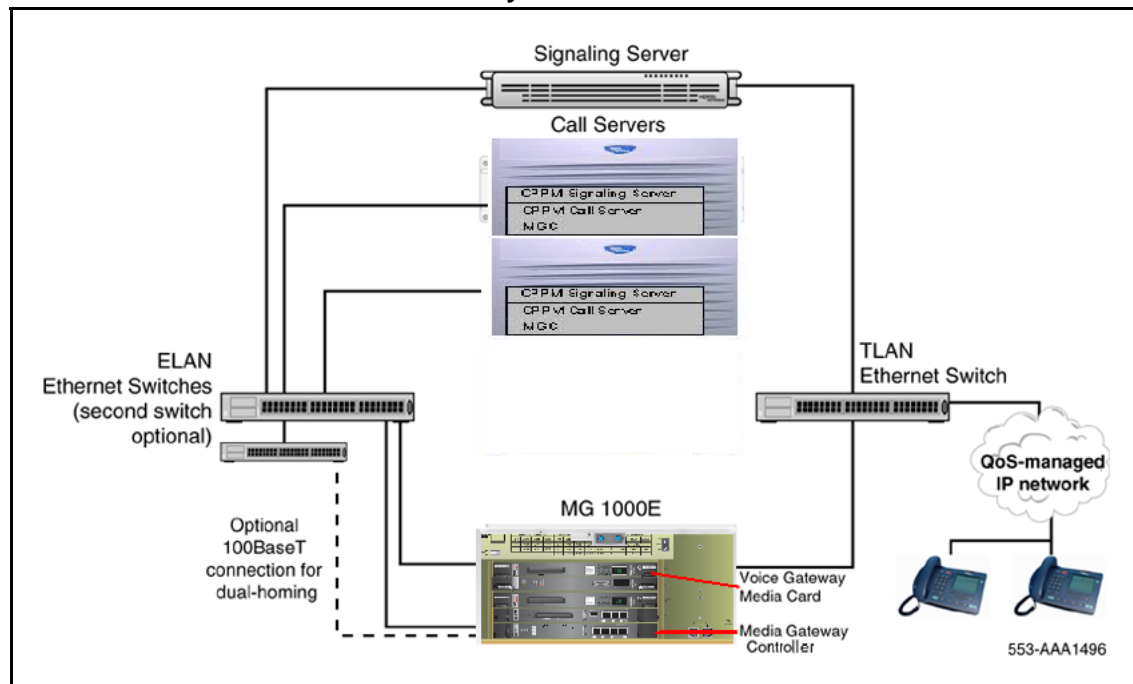 Signaling Server
Call Servers
CPPM Signaling Server
CPPM Call Server
MGC
CPPM Signaling Server
CPPM Call Server
MGC
ELAN
Ethernet Switches
(second switch
optional)
TLAN
Ethernet Switch
QoS-managed
IP network
Optional
100BaseT
connection for
dual-homing
MG 1000E
Voice Gateway
Media Card
Media Gateway
Controller
553-AAA1496